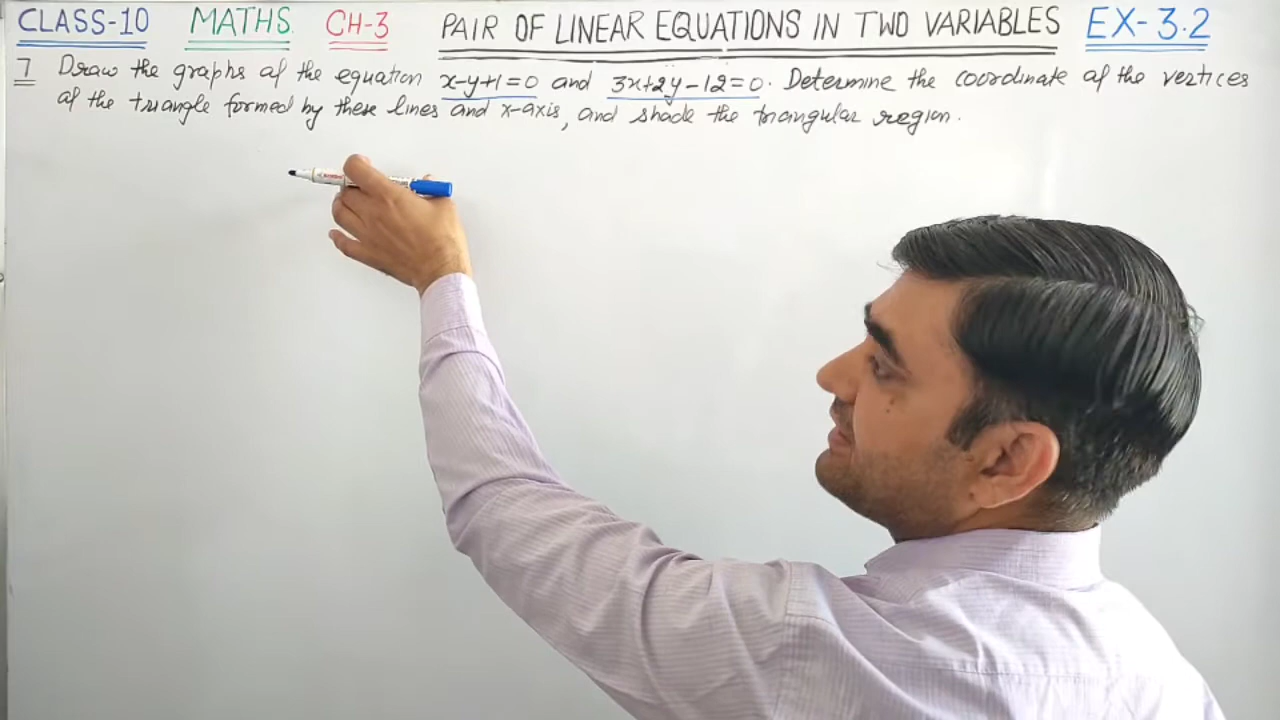 CLASS-10 MATHS CH-3 PAIR OF LINEAR EQUATIONS IN TWO VARIABLES EX-3.2
7 Draw the graphs of the equation x-y+1=0 and 3x+2y-12=0. Determine the coordinate of the vertices
of the triangle formed by these lines and x-axis, and shade the triangular region.